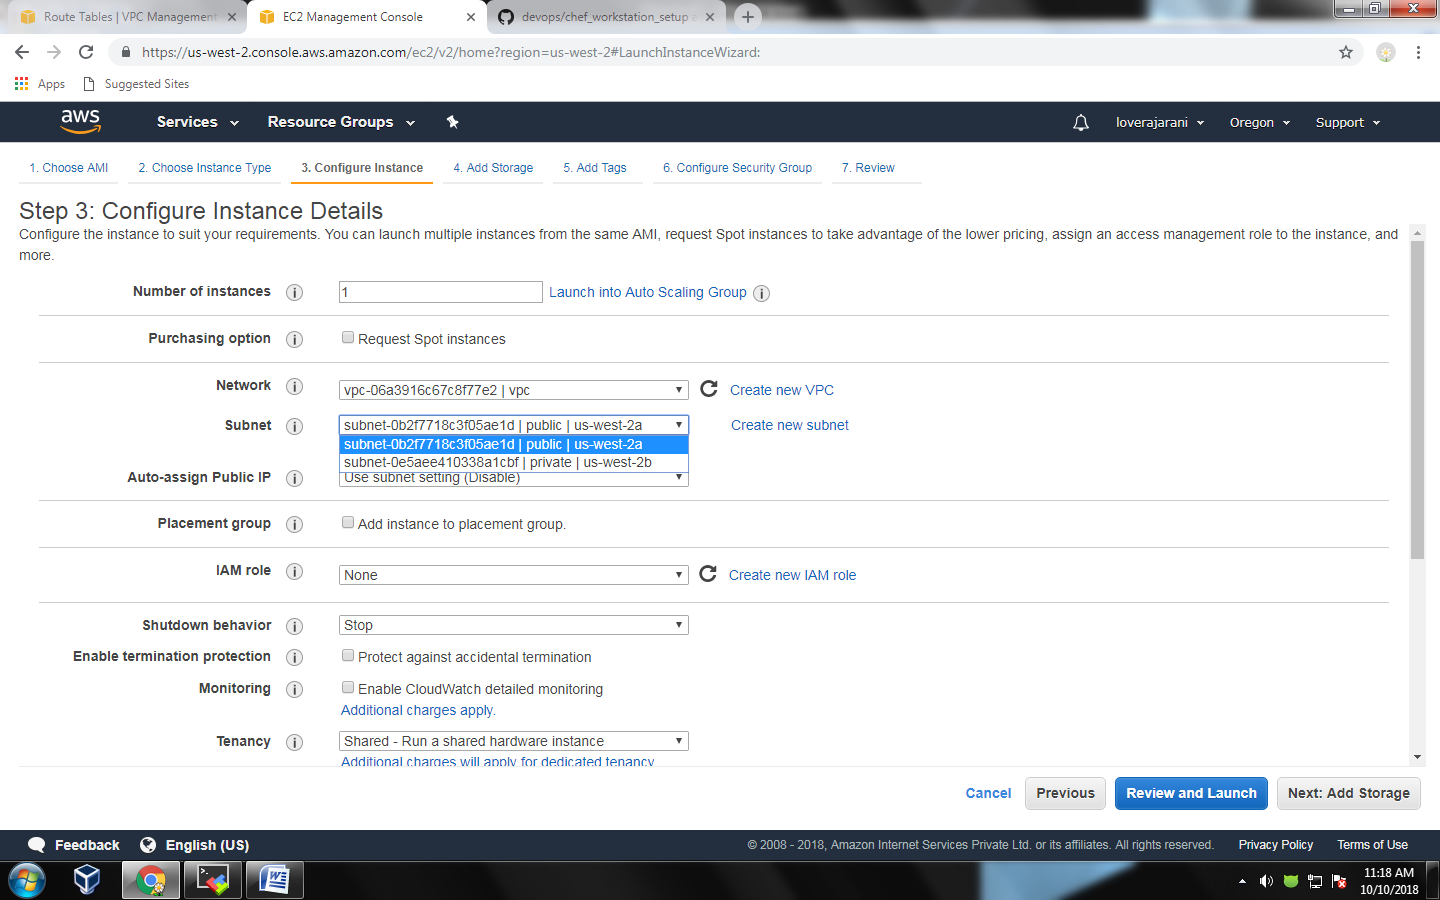 Route Tables | VPC Management
EC2 Management Console
devops/chef_workstation_setup
https://us-west-2.console.aws.amazon.com/ec2/v2/home?region=us-west-2#LaunchInstanceWizard:
Apps Suggested Sites
aws Services Resource Groups loverajarani Oregon Support
1. Choose AMI 2. Choose Instance Type 3. Configure Instance 4. Add Storage 5. Add Tags 6. Configure Security Group 7. Review
Step 3: Configure Instance Details
Configure the instance to suit your requirements. You can launch multiple instances from the same AMI, request Spot instances to take advantage of the lower pricing, assign an access management role to the instance, and
more.
Number of instances i 1 Launch into Auto Scaling Group i
Purchasing option i Request Spot instances
Network i vpc-06a3916c67c8f77e2 | vpc Create new VPC
Subnet i subnet-0b2f7718c3f05ae1d | public | us-west-2a Create new subnet
subnet-0b2f7718c3f05ae1d | public | us-west-2a
subnet-0e5aee410338a1cbf | private | us-west-2b
Auto-assign Public IP i Use subnet setting (Disable)
Placement group i Add instance to placement group.
IAM role i None Create new IAM role
Shutdown behavior i Stop
Enable termination protection i Protect against accidental termination
Monitoring i Enable CloudWatch detailed monitoring
Additional charges apply.
Tenancy i Shared - Run a shared hardware instance
Additional charges will apply for dedicated tenancy
Cancel Previous Review and Launch Next: Add Storage
Feedback English (US) © 2008 - 2018, Amazon Internet Services Private Ltd. or its affiliates. All rights reserved. Privacy Policy Terms of Use
11:18 AM
10/10/2018